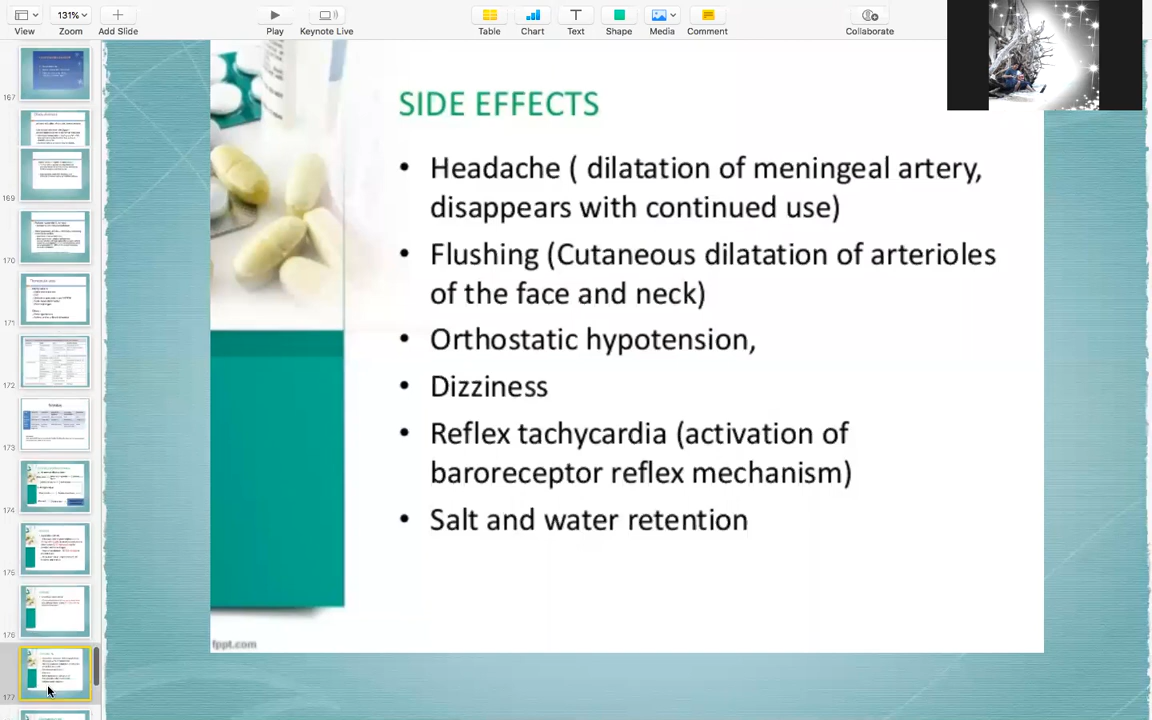 131%
View
Zoom
Add Slide
Play
Keynote Live
Table
Chart
Text
Shape
Media
Comment
Collaborate
167
169
170
171
172
173
174
175
176
177
SIDE EFFECTS
• Headache ( dilatation of meningeal artery,
disappears with continued use)
• Flushing (Cutaneous dilatation of arterioles
of the face and neck)
• Orthostatic hypotension,
• Dizziness
• Reflex tachycardia (activation of
baroreceptor reflex mechanism)
• Salt and water retention
fppt.com